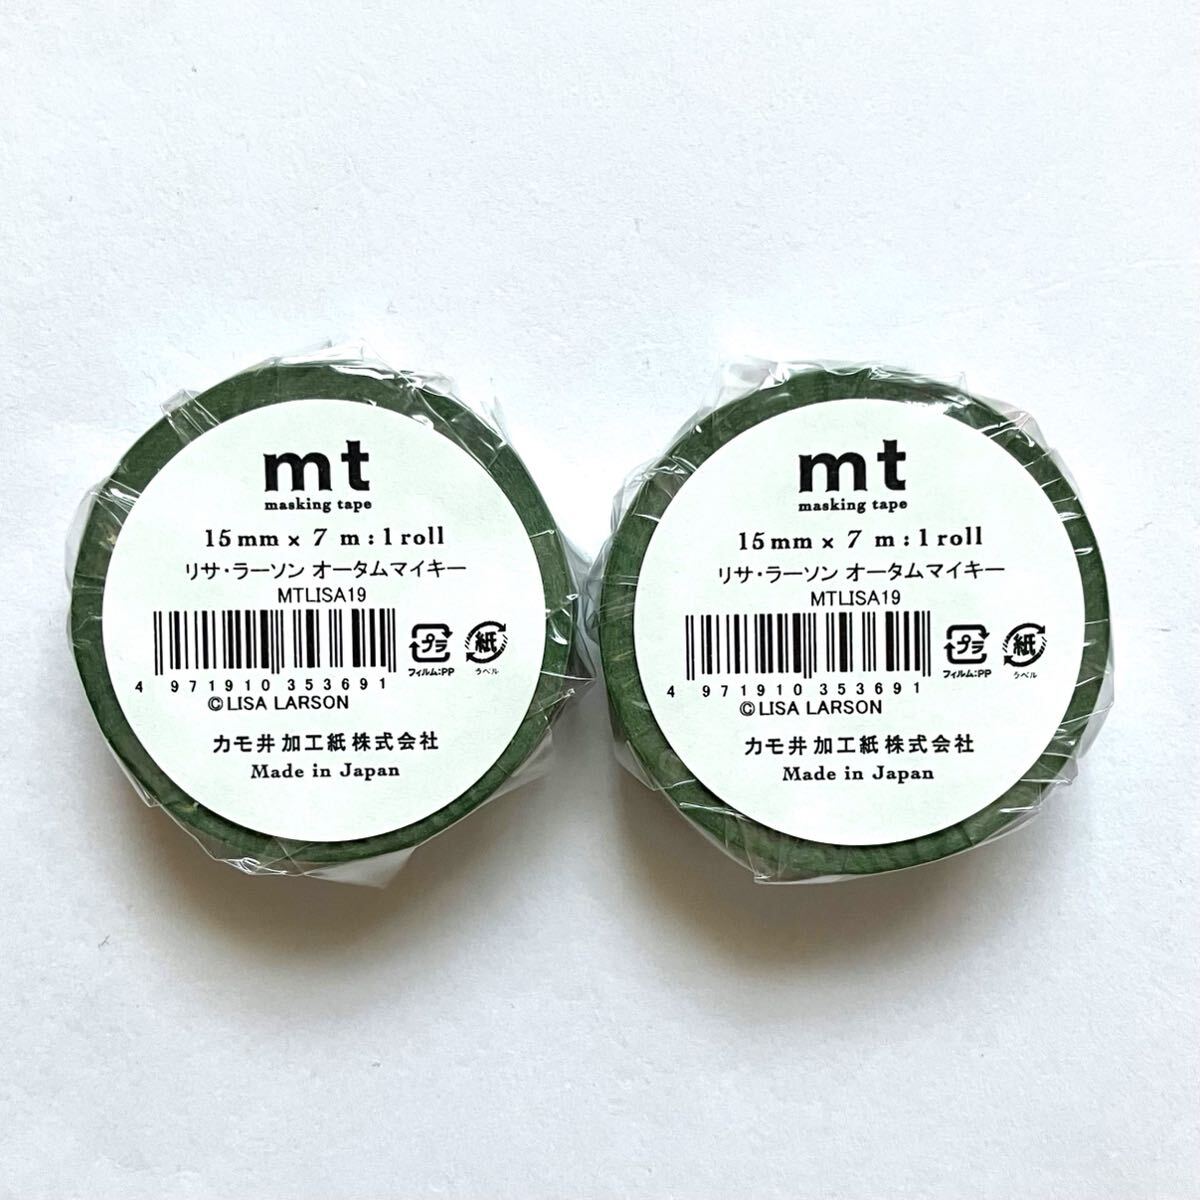 mt
masking tape
15mm × 7 m : 1 roll
リサ・ラーソン オータムマイキー
MTLISA19
プラ
フィルム:PP
紙
ラベル
4 971910 353691
©LISA LARSON
カモ井加工紙株式会社
Made in Japan
mt
masking tape
15mm × 7 m : 1 roll
リサ・ラーソン オータムマイキー
MTLISA19
プラ
フィルム:PP
紙
ラベル
4 971910 353691
©LISA LARSON
カモ井加工紙株式会社
Made in Japan